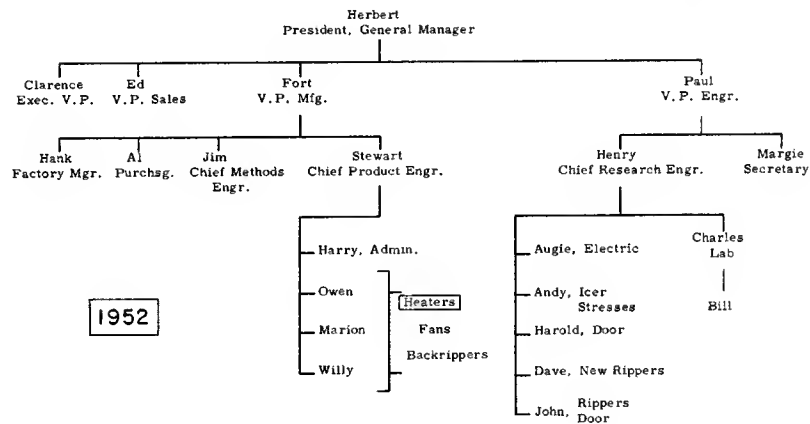 Herbert
President, General Manager
Clarence
Exec. V.P.
Ed
V.P. Sales
Fort
V.P. Mfg.
Paul
V.P. Engr.
Hank
Factory Mgr.
Al
Purchsg.
Jim
Chief Methods
Engr.
Stewart
Chief Product Engr.
Henry
Chief Research Engr.
Margie
Secretary
Harry, Admin.
Owen
Marion
Willy
Heaters
Fans
Backrippers
Augie, Electric
Andy, Icer
Stresses
Harold, Door
Dave, New Rippers
John, Rippers
Door
Charles
Lab
Bill
1952